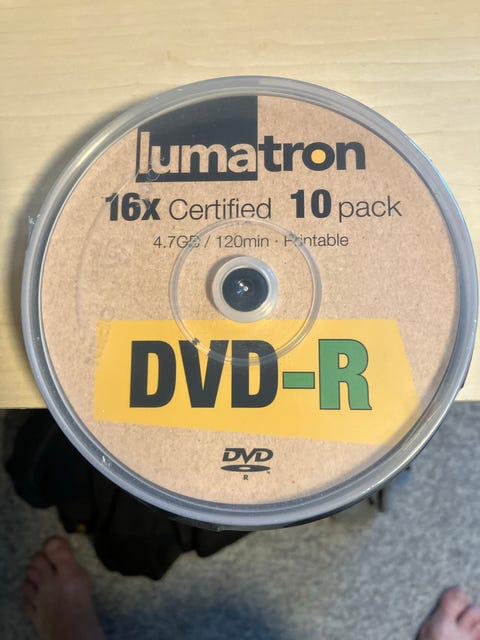 lumatron
16x Certified 10 pack
4.7GB / 120min · Printable
DVD-R
DVD
R